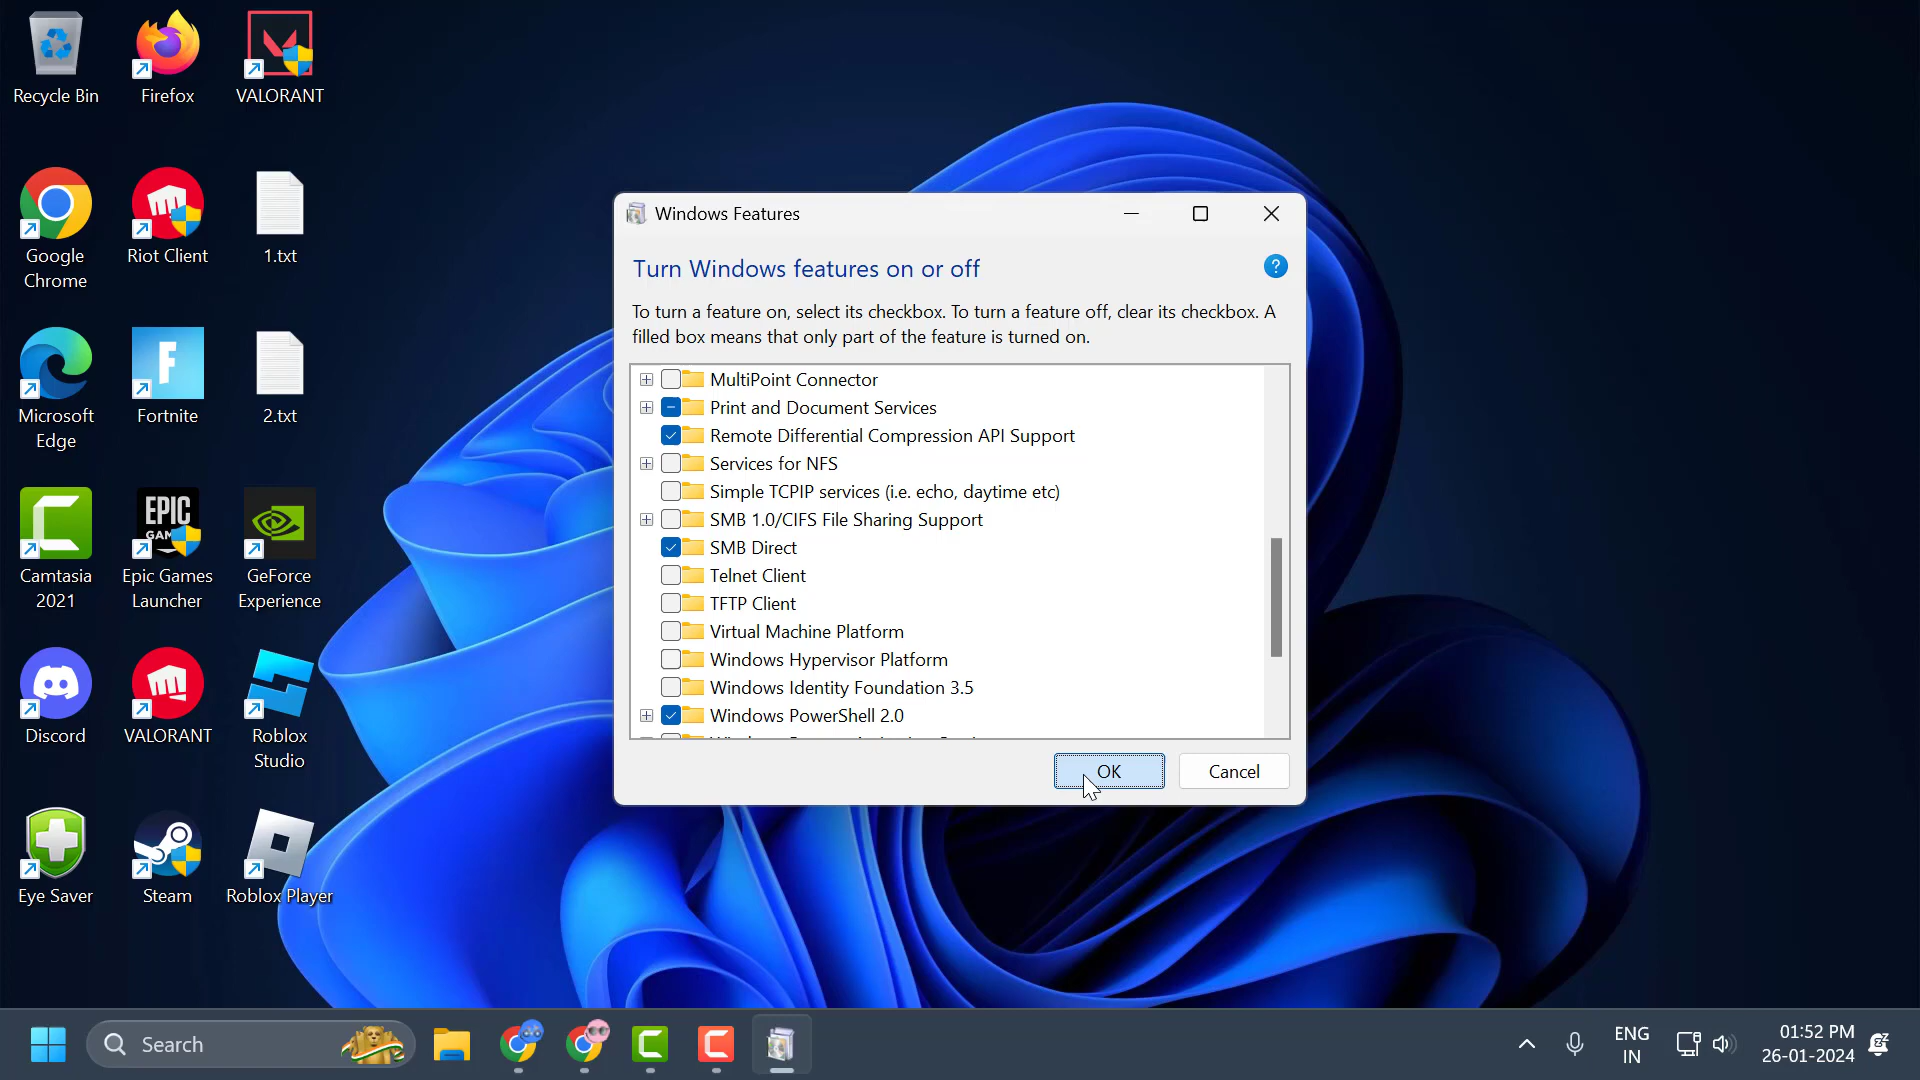 Recycle Bin
Firefox
VALORANT
Google
Chrome
Riot Client
1.txt
Microsoft
Edge
Fortnite
2.txt
Camtasia
2021
EPIC
Epic Games
Launcher
GeForce
Experience
Discord
VALORANT
Roblox
Studio
Eye Saver
Steam
Roblox Player
Windows Features
Turn Windows features on or off
?
To turn a feature on, select its checkbox. To turn a feature off, clear its checkbox. A
filled box means that only part of the feature is turned on.
MultiPoint Connector
Print and Document Services
Remote Differential Compression API Support
Services for NFS
Simple TCPIP services (i.e. echo, daytime etc)
SMB 1.0/CIFS File Sharing Support
SMB Direct
Telnet Client
TFTP Client
Virtual Machine Platform
Windows Hypervisor Platform
Windows Identity Foundation 3.5
Windows PowerShell 2.0
OK
Cancel
Search
ENG
IN
01:52 PM
26-01-2024